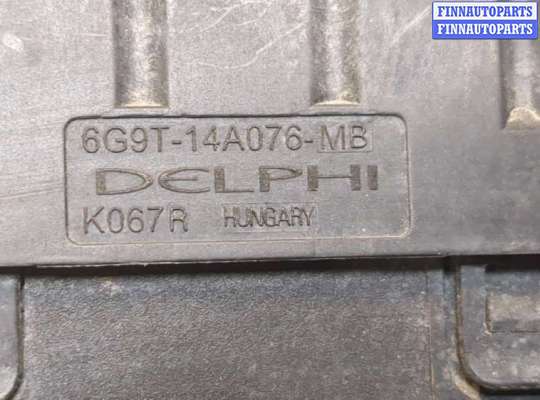 FINNAUTOPARTS
FINNAUTOPARTS
6G9T-14A076-MB
DELPHI
K067R HUNGARY